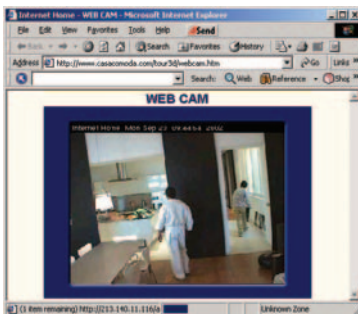 Internet Home - WEB CAM - Microsoft Internet Explorer
File Edit View Favorites Tools Help Send
Back Search Favorites History
Address http://www.casacomoda.com/tour3d/webcam.htm Go Links
Search: Web Reference Shop
WEB CAM
Internet Home Mon Sep 23 2002
(1 item remaining) http://213.140.11.116/a Unknown Zone